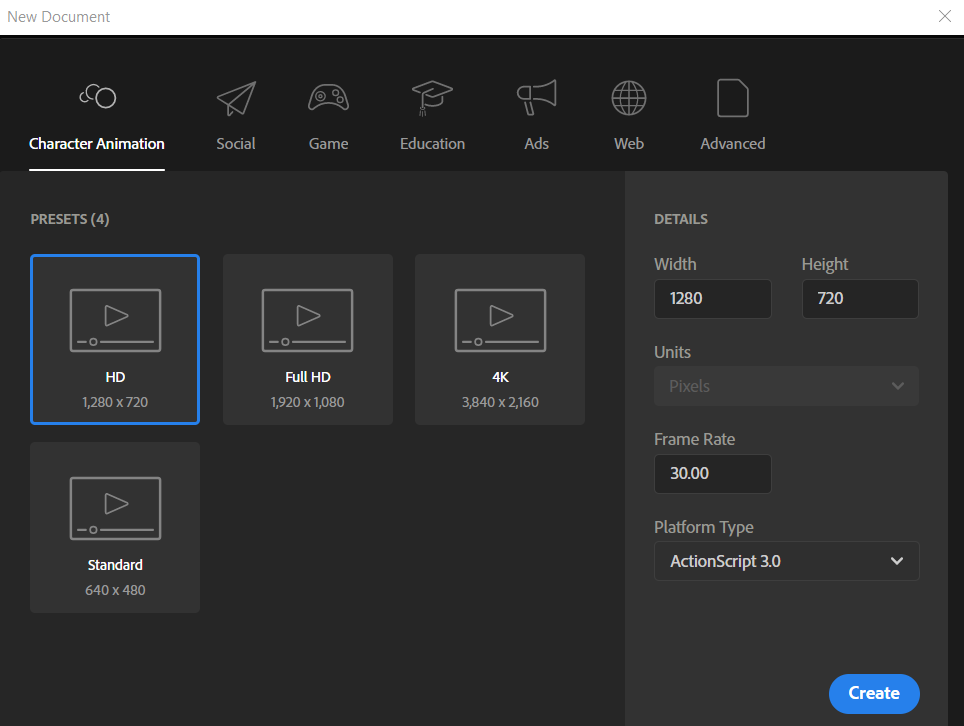 New Document
Character Animation
Social
Game
Education
Ads
Web
Advanced
PRESETS (4)
HD
1,280 x 720
Full HD
1,920 x 1,080
4K
3,840 x 2,160
Standard
640 x 480
DETAILS
Width
Height
1280
720
Units
Pixels
Frame Rate
30.00
Platform Type
ActionScript 3.0
Create